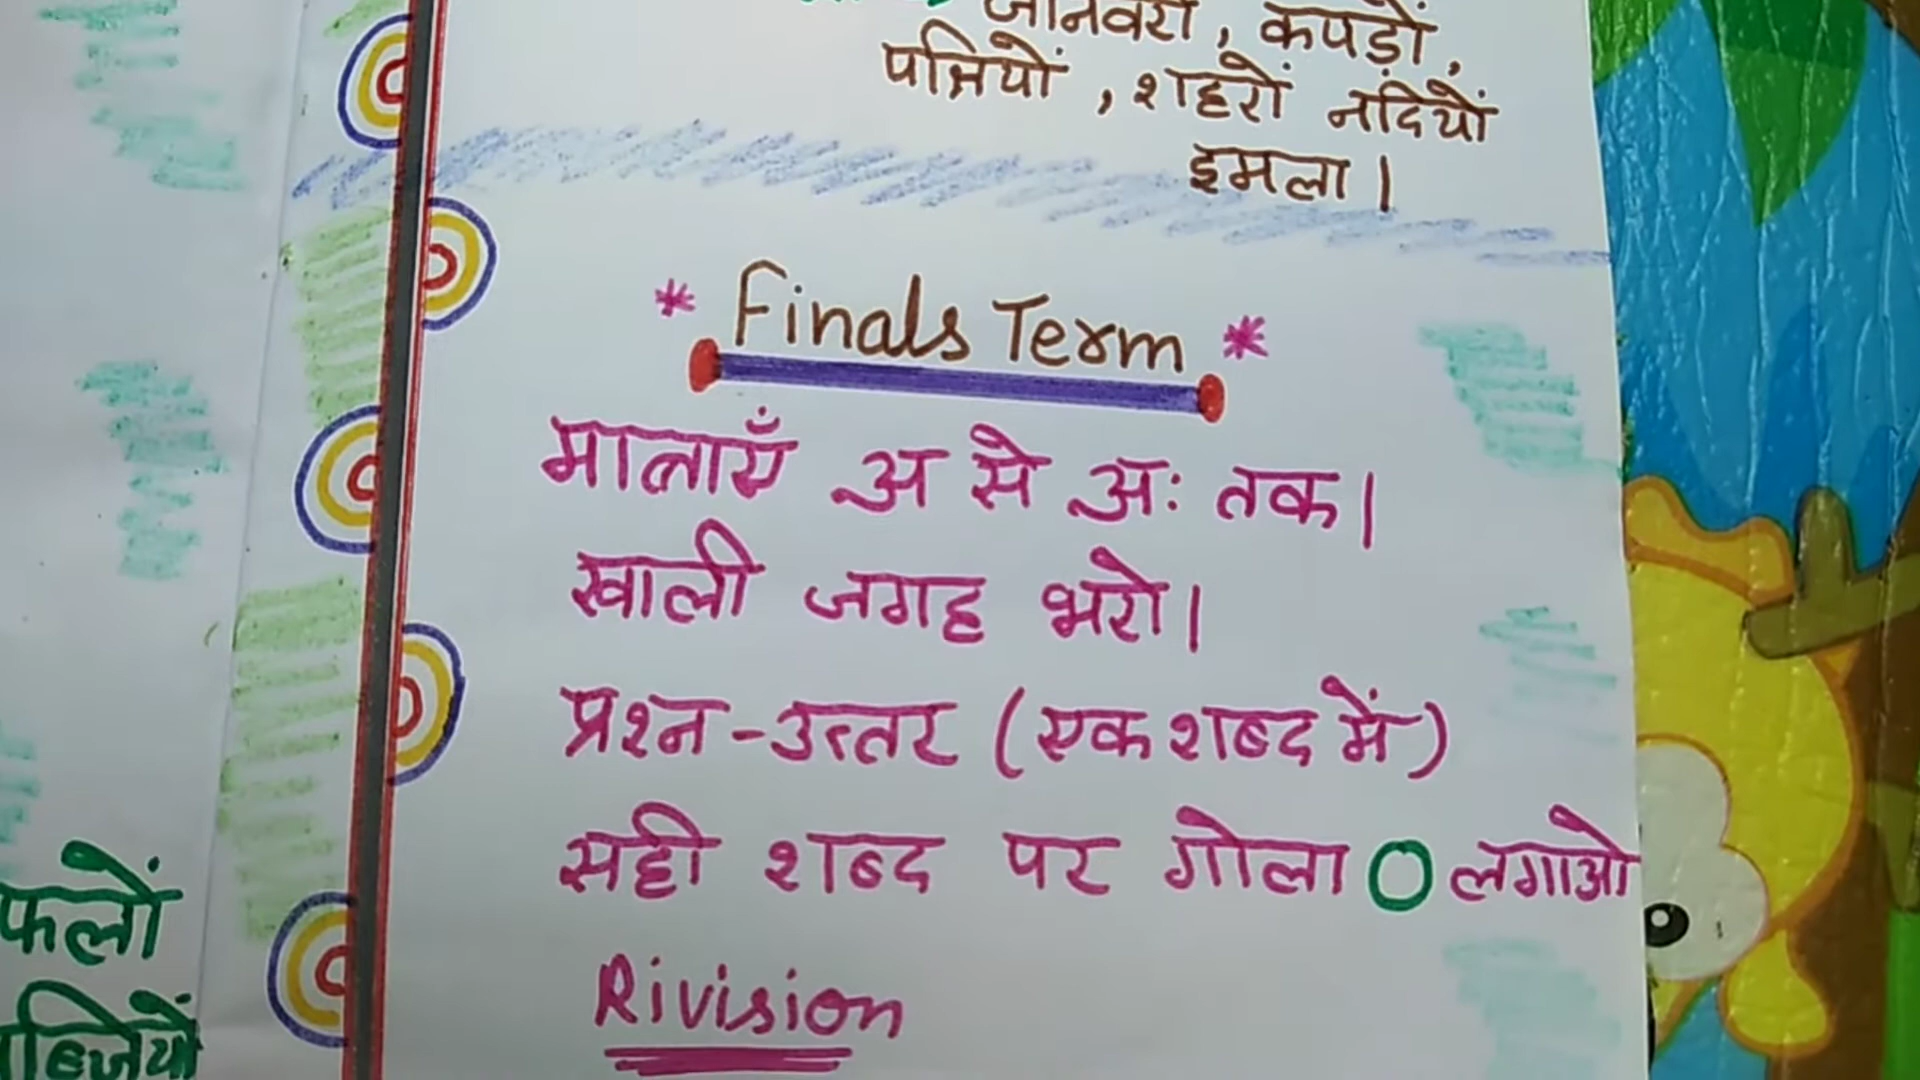 जानवरों, कपड़ों,
पक्षियों, शहरों नदियों
इमला।
* Finals Term *
मात्राएँ अ से अः तक।
खाली जगह भरो।
प्रश्न-उत्तर (एक शब्द में)
सही शब्द पर गोला O लगाओ
Rivision
फलों